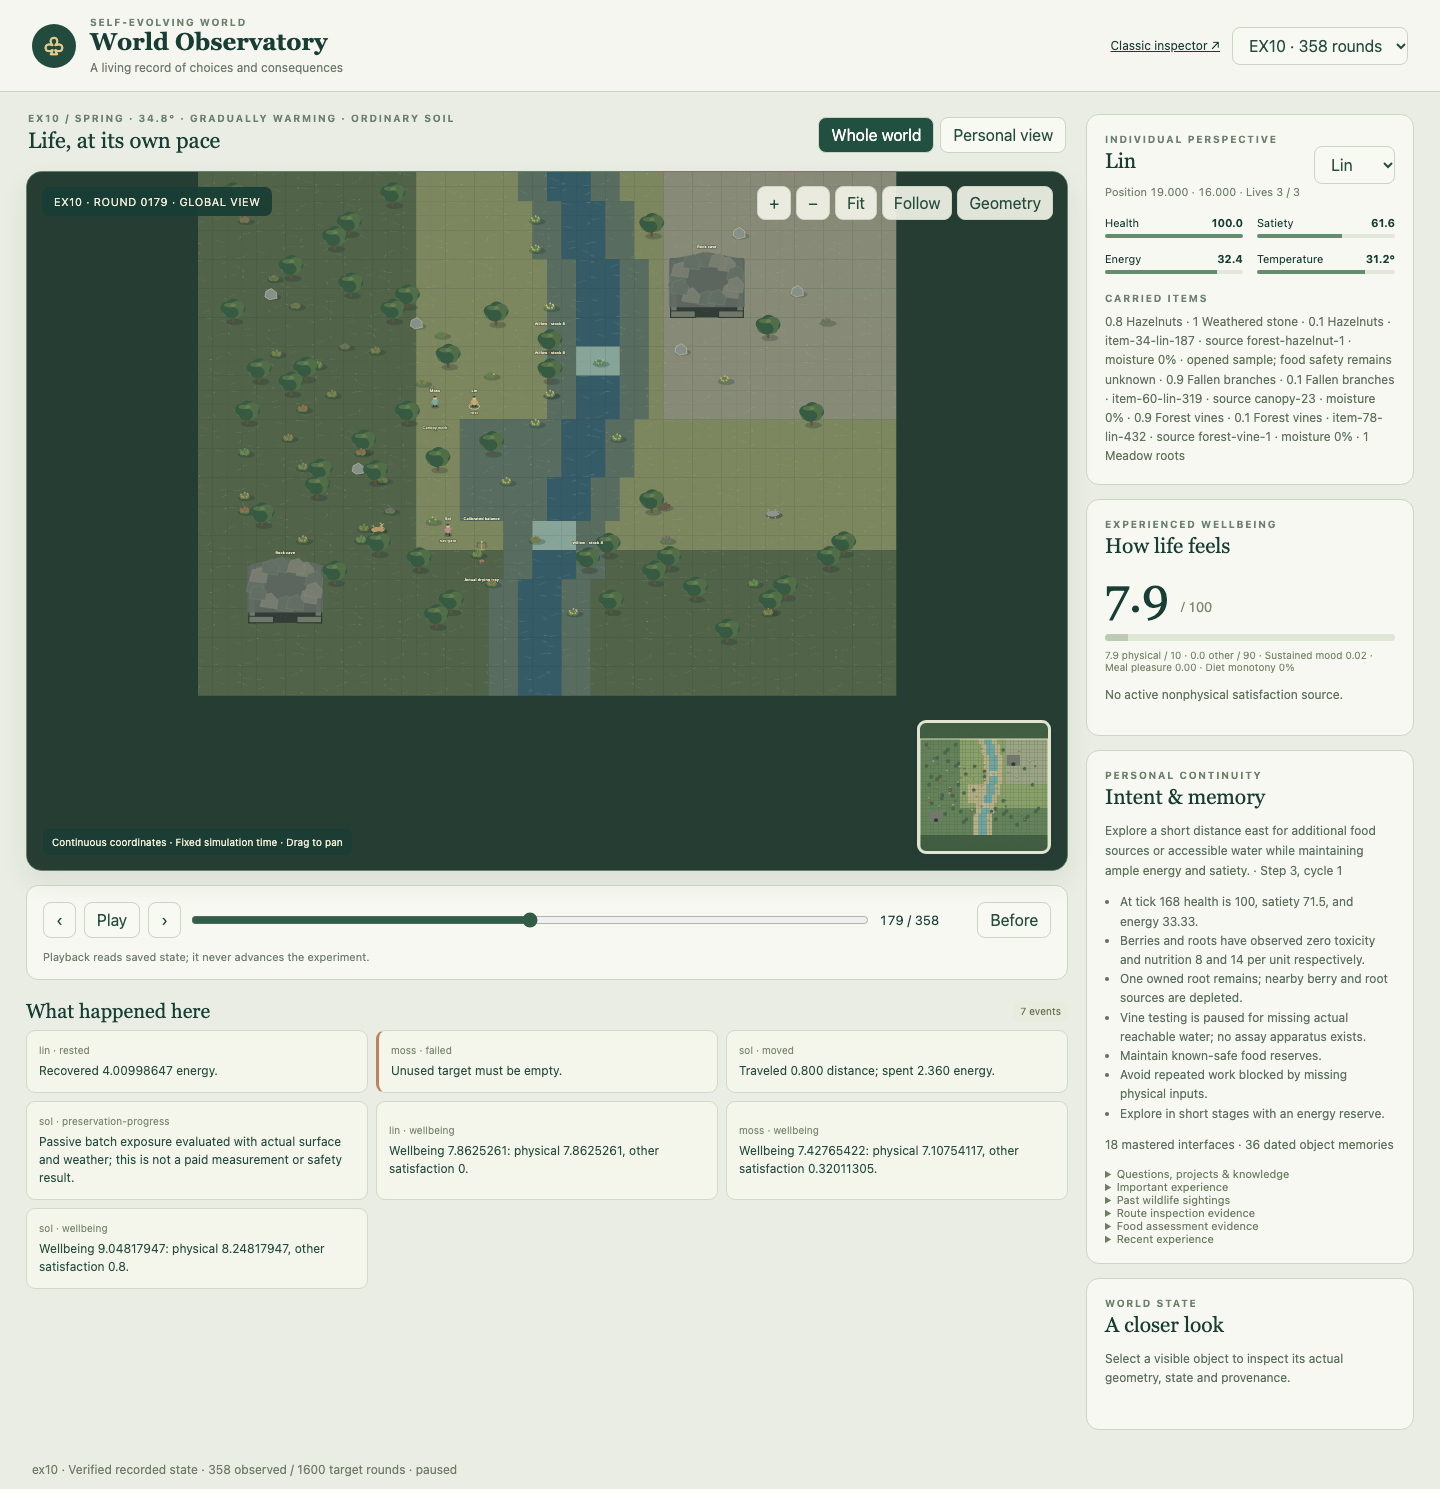 SELF-EVOLVING WORLD
World Observatory
A living record of choices and consequences
Classic inspector ↗
EX10 · 358 rounds
EX10 / SPRING · 34.8° · GRADUALLY WARMING · ORDINARY SOIL
Life, at its own pace
Whole world
Personal view
EX10 · ROUND 0179 · GLOBAL VIEW
+
−
Fit
Follow
Geometry
Rock cave
Willow · stock 8
Willow · stock 8
Moss
Lin
Sol
Calibrated balance
Willow · stock 8
Rock cave
Actual drying tray
Continuous coordinates · Fixed simulation time · Drag to pan
‹
Play
›
179 / 358
Before
Playback reads saved state; it never advances the experiment.
What happened here
7 events
lin · rested
Recovered 4.00998647 energy.
moss · failed
Unused target must be empty.
sol · moved
Traveled 0.800 distance; spent 2.360 energy.
sol · preservation-progress
Passive batch exposure evaluated with actual surface
and weather; this is not a paid measurement or safety
result.
lin · wellbeing
Wellbeing 7.8625261: physical 7.8625261, other
satisfaction 0.
moss · wellbeing
Wellbeing 7.42765422: physical 7.10754117, other
satisfaction 0.32011305.
sol · wellbeing
Wellbeing 9.04817947: physical 8.24817947, other
satisfaction 0.8.
INDIVIDUAL PERSPECTIVE
Lin
Lin
Position 19.000 · 16.000 · Lives 3 / 3
Health 100.0
Satiety 61.6
Energy 32.4
Temperature 31.2°
CARRIED ITEMS
0.8 Hazelnuts · 1 Weathered stone · 0.1 Hazelnuts ·
item-34-lin-187 · source forest-hazelnut-1 ·
moisture 0% · opened sample; food safety remains
unknown · 0.9 Fallen branches · 0.1 Fallen branches
· item-60-lin-319 · source canopy-23 · moisture
0% · 0.9 Forest vines · 0.1 Forest vines · item-78-
lin-432 · source forest-vine-1 · moisture 0% · 1
Meadow roots
EXPERIENCED WELLBEING
How life feels
7.9 / 100
7.9 physical / 10 · 0.0 other / 90 · Sustained mood 0.02 ·
Meal pleasure 0.00 · Diet monotony 0%
No active nonphysical satisfaction source.
PERSONAL CONTINUITY
Intent & memory
Explore a short distance east for additional food
sources or accessible water while maintaining
ample energy and satiety. · Step 3, cycle 1
• At tick 168 health is 100, satiety 71.5, and
energy 33.33.
• Berries and roots have observed zero toxicity
and nutrition 8 and 14 per unit respectively.
• One owned root remains; nearby berry and root
sources are depleted.
• Vine testing is paused for missing actual
reachable water; no assay apparatus exists.
• Maintain known-safe food reserves.
• Avoid repeated work blocked by missing
physical inputs.
• Explore in short stages with an energy reserve.
18 mastered interfaces · 36 dated object memories
▶ Questions, projects & knowledge
▶ Important experience
▶ Past wildlife sightings
▶ Route inspection evidence
▶ Food assessment evidence
▶ Recent experience
WORLD STATE
A closer look
Select a visible object to inspect its actual
geometry, state and provenance.
ex10 · Verified recorded state · 358 observed / 1600 target rounds · paused